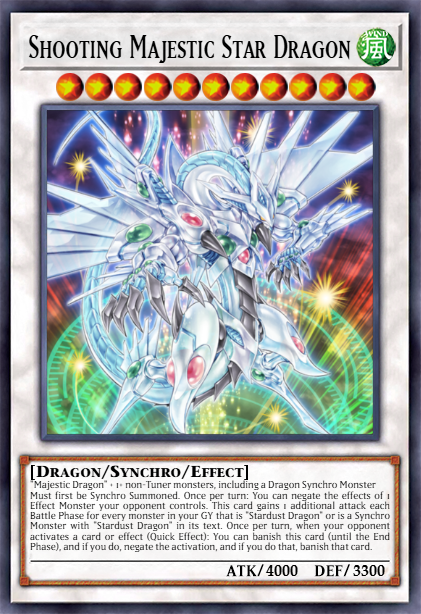 Shooting Majestic Star Dragon
WIND
風
[Dragon/Synchro/Effect]
"Majestic Dragon" + 1+ non-Tuner monsters, including a Dragon Synchro Monster
Must first be Synchro Summoned. Once per turn: You can negate the effects of 1
Effect Monster your opponent controls. This card gains 1 additional attack each
Battle Phase for every monster in your GY that is "Stardust Dragon" or is a Synchro
Monster with "Stardust Dragon" in its text. Once per turn, when your opponent
activates a card or effect (Quick Effect): You can banish this card (until the End
Phase), and if you do, negate the activation, and if you do that, banish that card.
ATK/4000 DEF/3300